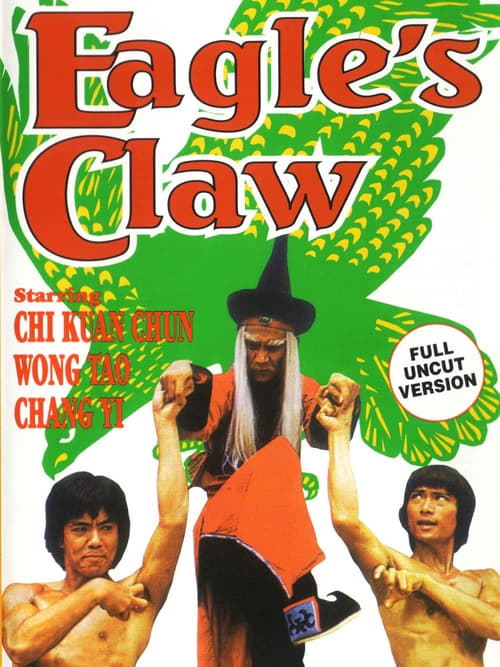 Eagle's
Claw
Starring
CHI KUAN CHUN
WONG TAO
CHANG YI
FULL
UNCUT
VERSION